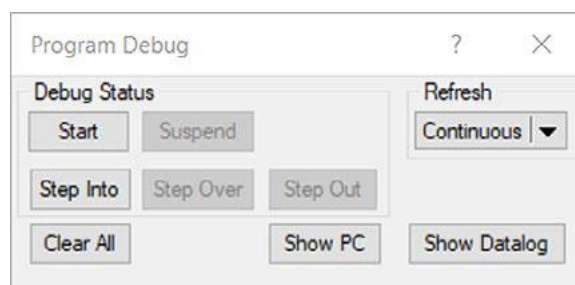 Program Debug ? ×
Debug Status
Start Suspend
Step Into Step Over Step Out
Refresh
Continuous
Clear All Show PC Show Datalog